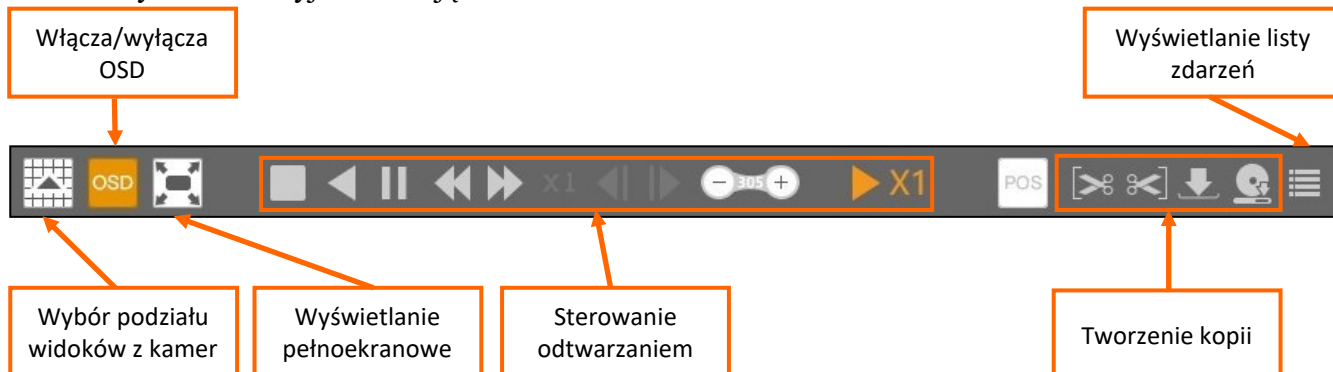 Włącza/wyłącza
OSD
Wyświetlanie listy
zdarzeń
OSD
X1
305
X1
POS
Wybór podziału
widoków z kamer
Wyświetlanie
pełnoekranowe
Sterowanie
odtwarzaniem
Tworzenie kopii